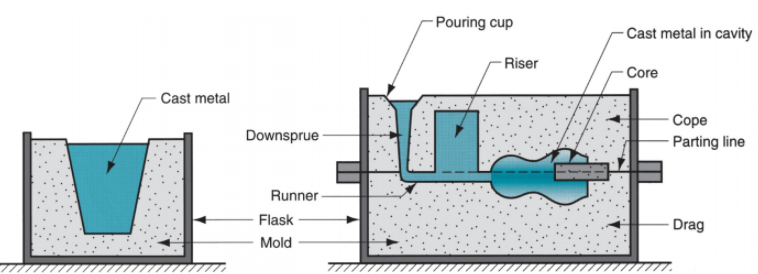 Pouring cup
Cast metal in cavity
Riser
Core
Cast metal
Cope
Downsprue
Parting line
Runner
Flask
Drag
Mold